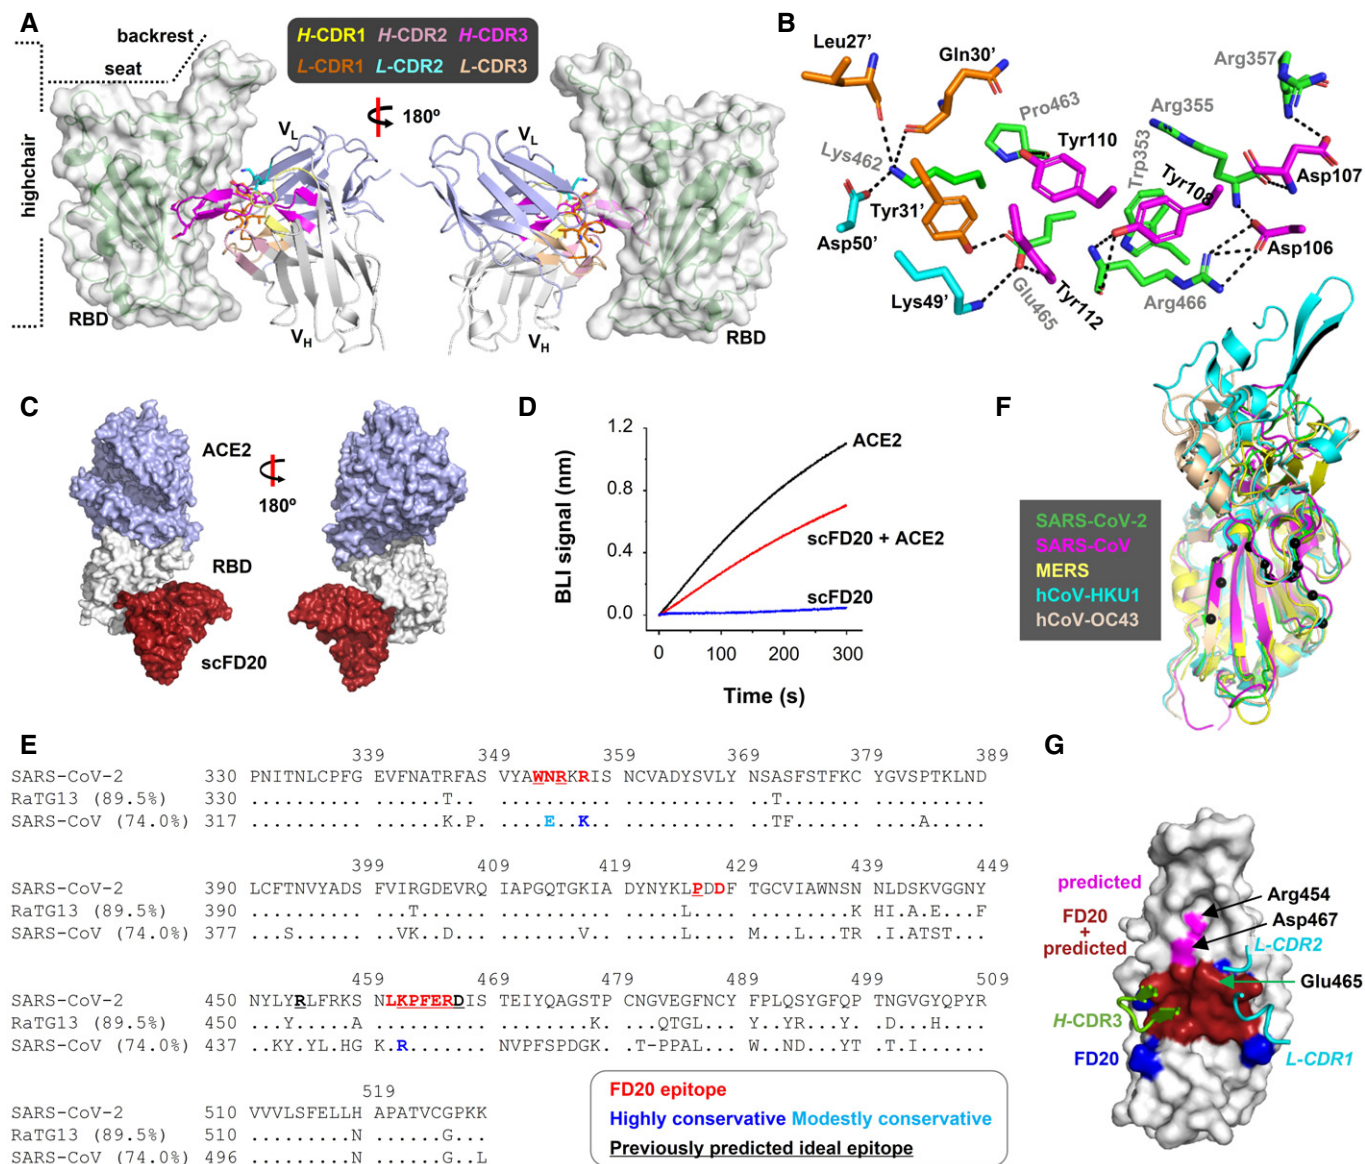 A
backrest
seat
highchair
H-CDR1 H-CDR2 H-CDR3
L-CDR1 L-CDR2 L-CDR3
180º
VL
VL
RBD
VH
VH
RBD
B
Leu27’
Gln30’
Arg357
Pro463
Arg355
Lys462
Tyr110
Trp353
Tyr108
Asp107
Tyr31’
Asp50’
Asp106
Lys49’
Glu465
Tyr112
Arg466
C
ACE2
180º
RBD
scFD20
D
BLI signal (nm)
1.2
0.8
0.4
0.0
ACE2
scFD20 + ACE2
scFD20
0 100 200 300
Time (s)
F
SARS-CoV-2
SARS-CoV
MERS
hCoV-HKU1
hCoV-OC43
E
339 349 359 369 379 389
SARS-CoV-2 330 PNITNLCPFG EVFNATRFAS VYAWNRKRIS NCVADYSVLY NSASFSTFKC YGVSPTKLND
RaTG13 (89.5%) 330 .......... ......T... .......... .......... ..T....... ..........
SARS-CoV (74.0%) 317 .......... ......K.P. ....E..K.. .......... ..TF...... ......A...
399 409 419 429 439 449
SARS-CoV-2 390 LCFTNVYADS FVIRGDEVRQ IAPGQTGKIA DYNYKLPDDF TGCVIAWNSN NLDSKVGGNY
RaTG13 (89.5%) 390 .......... ...T...... .......... .....L.... .........K HI.A.E...F
SARS-CoV (74.0%) 377 ...S...... ..VK..D... .......V.. .....L.... M...L...TR .I.ATST...
459 469 479 489 499 509
SARS-CoV-2 450 NYLYRLFRKS NLKPFERDIS TEIYQAGSTP CNGVEGFNCY FPLQSYGFQP TNGVGYQPYR
RaTG13 (89.5%) 450 ...Y.....A .......... ........K. ...QTGL... Y..YR...Y. .D...H....
SARS-CoV (74.0%) 437 ..KY.YL.HG K.R....... NVPFSPDGK. .T-PPAL... W..ND...YT .T.I......
519
SARS-CoV-2 510 VVVLSFELLH APATVCGPKK
RaTG13 (89.5%) 510 .........N ......G...
SARS-CoV (74.0%) 496 .........N ......G..L
FD20 epitope
Highly conservative Modestly conservative
Previously predicted ideal epitope
G
predicted
Arg454
Asp467
FD20
+
predicted
L-CDR2
Glu465
H-CDR3
FD20
L-CDR1